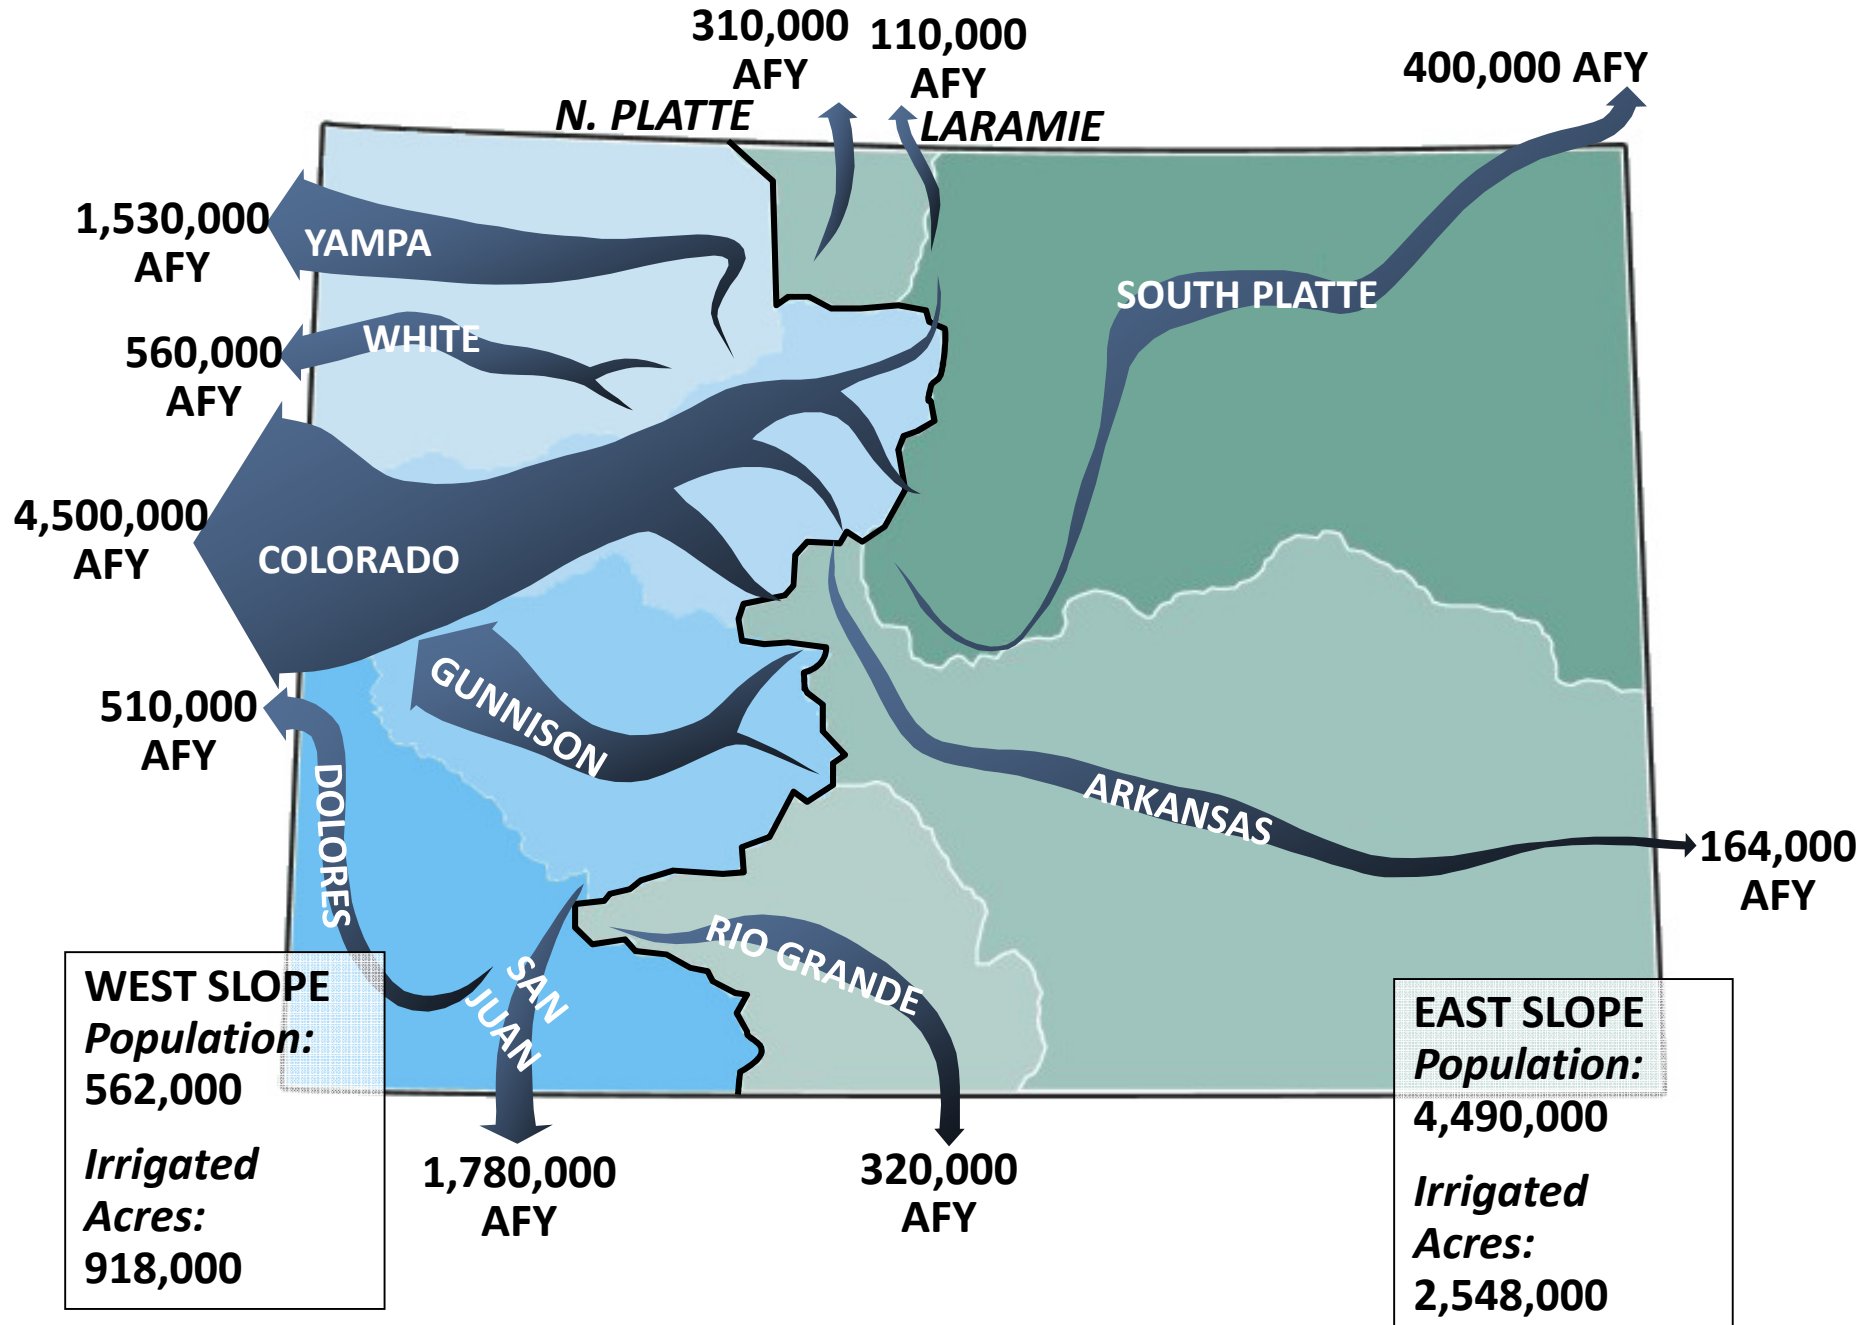 310,000
AFY
110,000
AFY
400,000 AFY
N. PLATTE
LARAMIE
1,530,000
AFY
YAMPA
SOUTH PLATTE
WHITE
560,000
AFY
4,500,000
AFY
COLORADO
GUNNISON
510,000
AFY
DOLORES
ARKANSAS
164,000
AFY
RIO GRANDE
SAN
JUAN
WEST SLOPE
Population:
562,000
Irrigated
Acres:
918,000
EAST SLOPE
Population:
4,490,000
Irrigated
Acres:
2,548,000
1,780,000
AFY
320,000
AFY